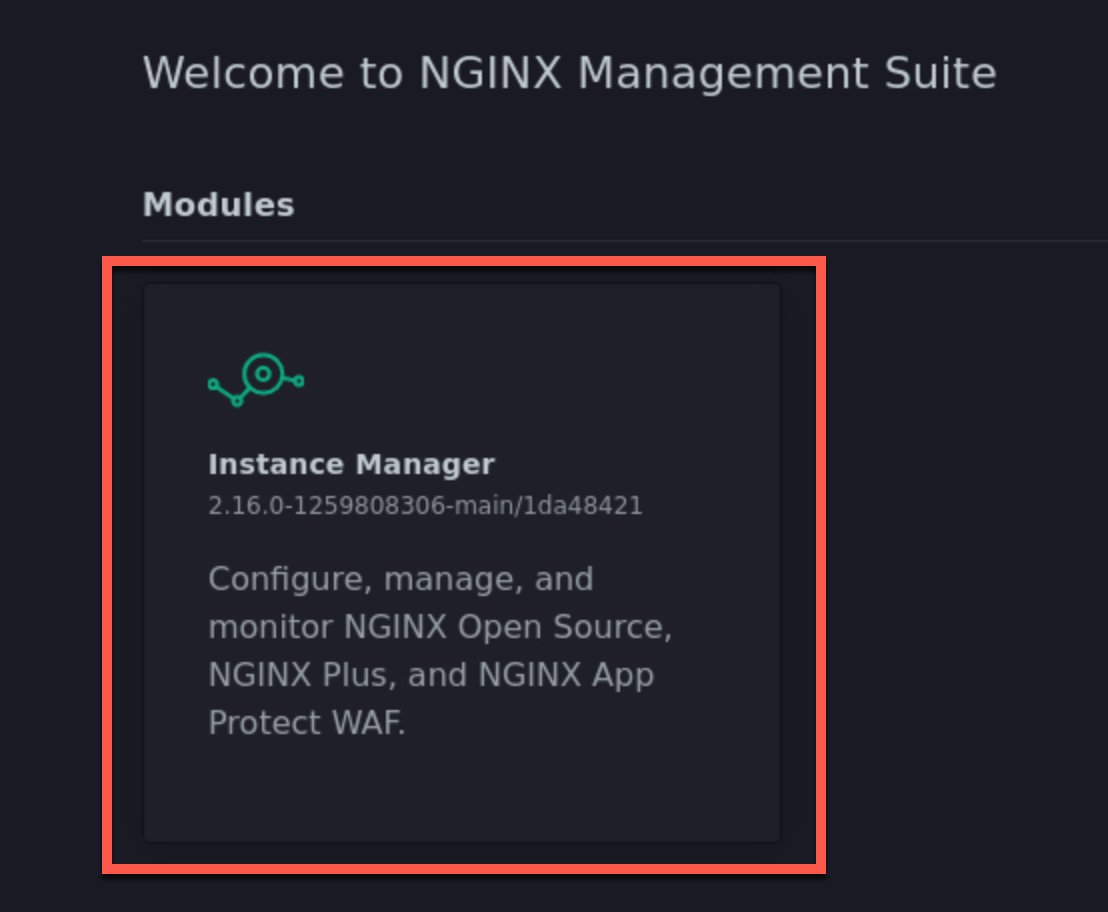 Welcome to NGINX Management Suite
Modules
Instance Manager
2.16.0-1259808306-main/1da48421
Configure, manage, and
monitor NGINX Open Source,
NGINX Plus, and NGINX App
Protect WAF.